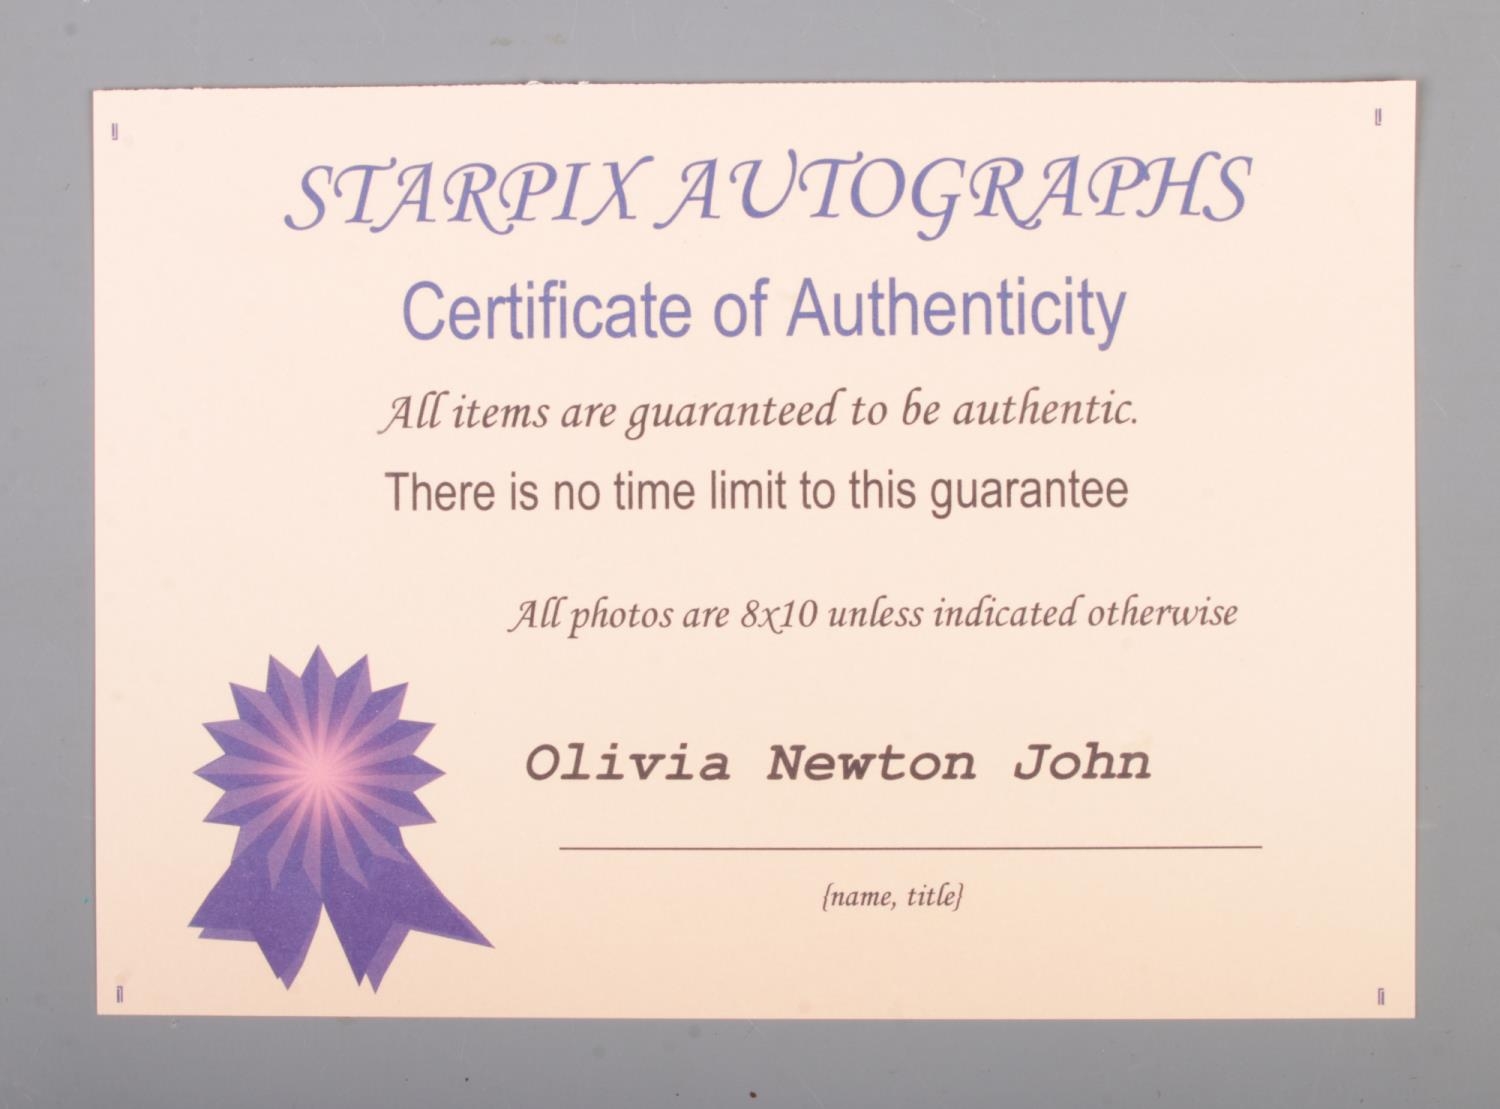 STARPIX AUTOGRAPHS
Certificate of Authenticity
All items are guaranteed to be authentic.
There is no time limit to this guarantee
All photos are 8x10 unless indicated otherwise
Olivia Newton John
{name, title}